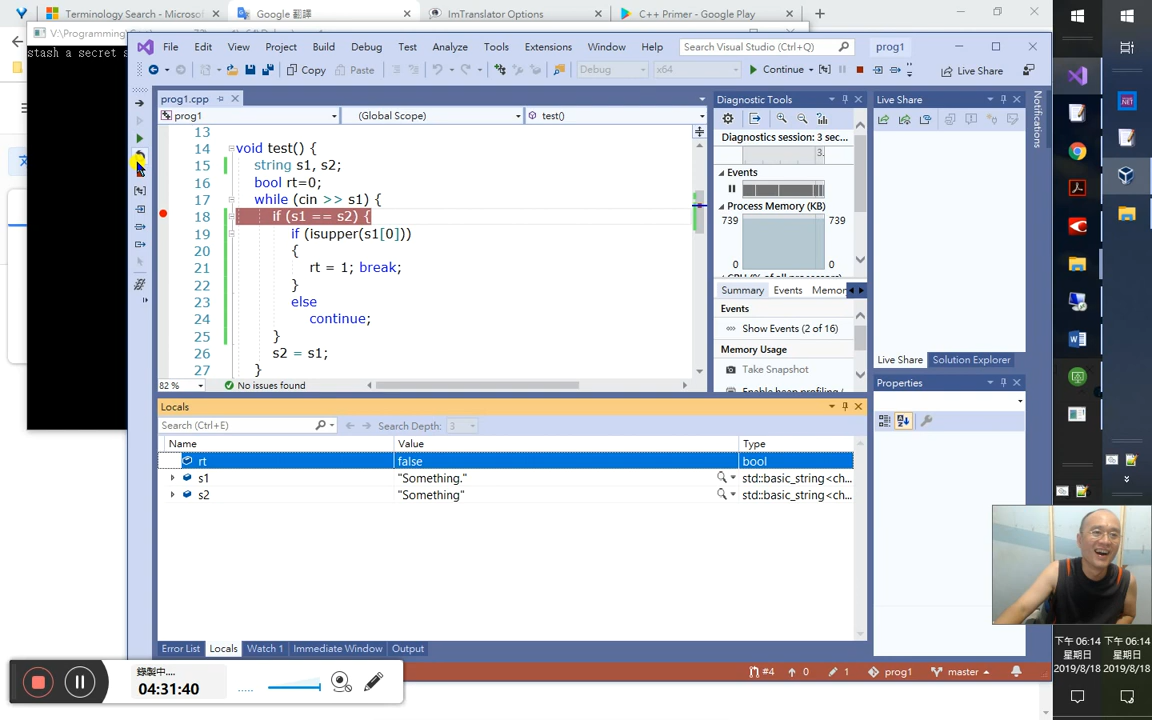 Terminology Search - Microsof
Google 翻譯
ImTranslator Options
C++ Primer - Google Play
V:\Programming\
stash a secret s
File Edit View Project Build Debug Test Analyze Tools Extensions Window Help
Search Visual Studio (Ctrl+Q)
prog1
Copy Paste Debug x64 Continue Live Share
prog1.cpp
prog1 (Global Scope) test()
13
14 void test() {
15 string s1, s2;
16 bool rt=0;
17 while (cin >> s1) {
18 if (s1 == s2) {
19 if (isupper(s1[0]))
20 {
21 rt = 1; break;
22 }
23 else
24 continue;
25 }
26 s2 = s1;
27 }
82 % No issues found
Diagnostic Tools
Diagnostics session: 3 sec
3.
Events
Process Memory (KB)
739 739
0 0
CPU (% of all processors)
Summary Events Memor
Events
Show Events (2 of 16)
Memory Usage
Take Snapshot
Live Share
Live Share Solution Explorer
Properties
Notifications
Locals
Search (Ctrl+E) Search Depth: 3
Name Value Type
rt false bool
s1 "Something." std::basic_string<ch...
s2 "Something" std::basic_string<ch...
Error List Locals Watch 1 Immediate Window Output
#4 0 1 prog1 master
錄製中....
04:31:40
下午 06:14
星期日
2019/8/18
下午 06:14
星期日
2019/8/18